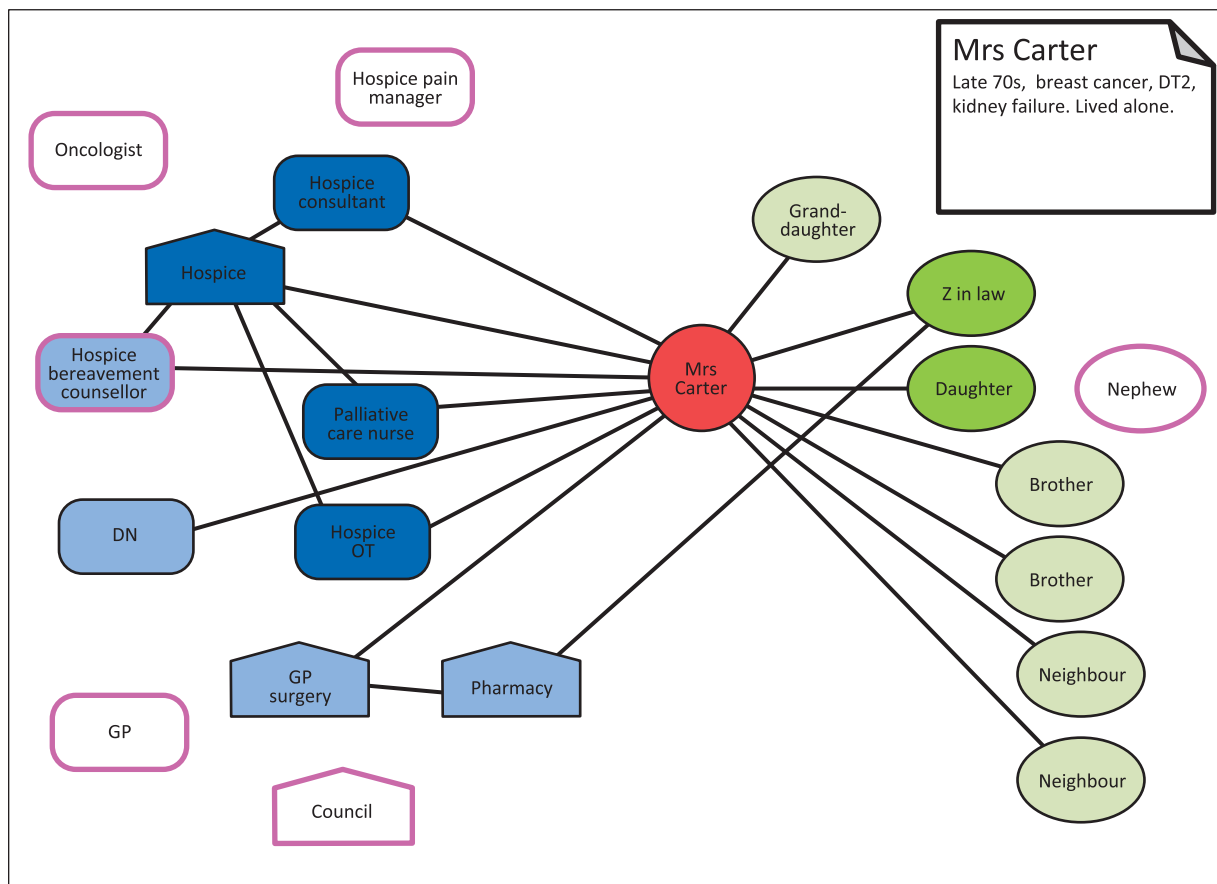 Mrs Carter
Late 70s, breast cancer, DT2,
kidney failure. Lived alone.
Hospice pain
manager
Oncologist
Hospice
consultant
Grand-
daughter
Hospice
Z in law
Hospice
bereavement
counsellor
Mrs
Carter
Daughter
Nephew
Palliative
care nurse
Brother
DN
Hospice
OT
Brother
GP
surgery
Pharmacy
Neighbour
GP
Neighbour
Council